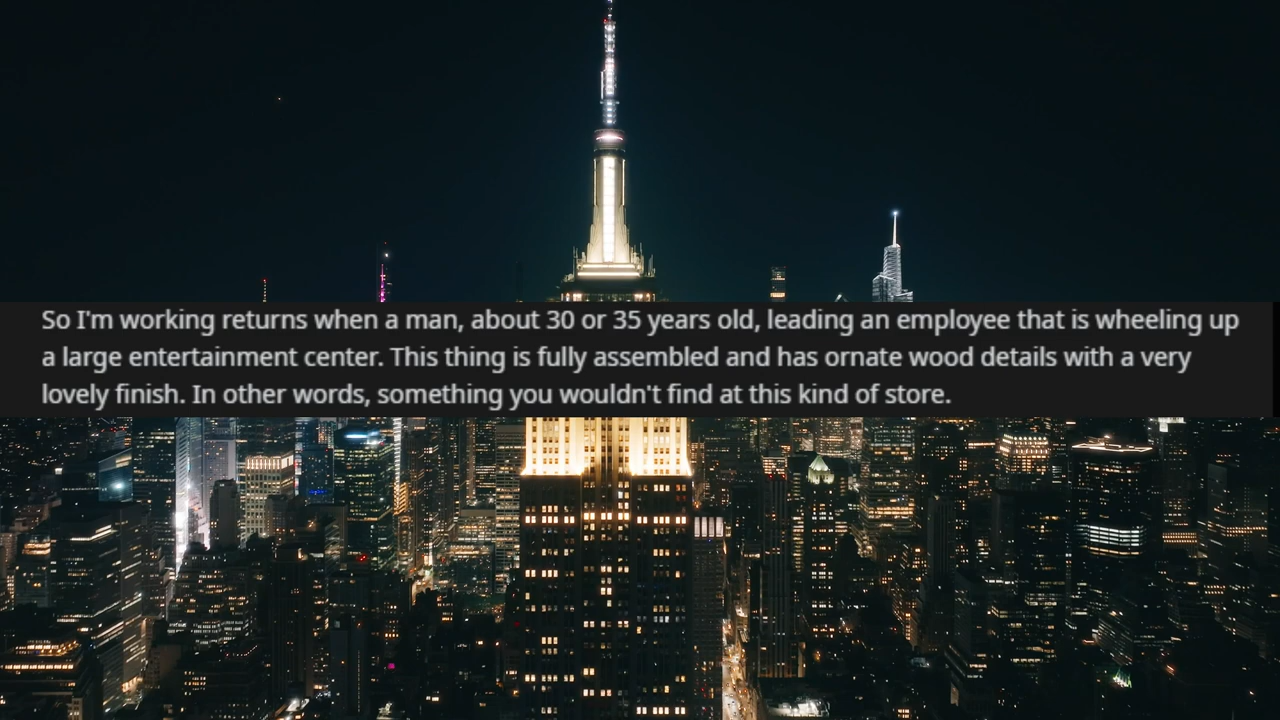 So I'm working returns when a man, about 30 or 35 years old, leading an employee that is wheeling up
a large entertainment center. This thing is fully assembled and has ornate wood details with a very
lovely finish. In other words, something you wouldn't find at this kind of store.